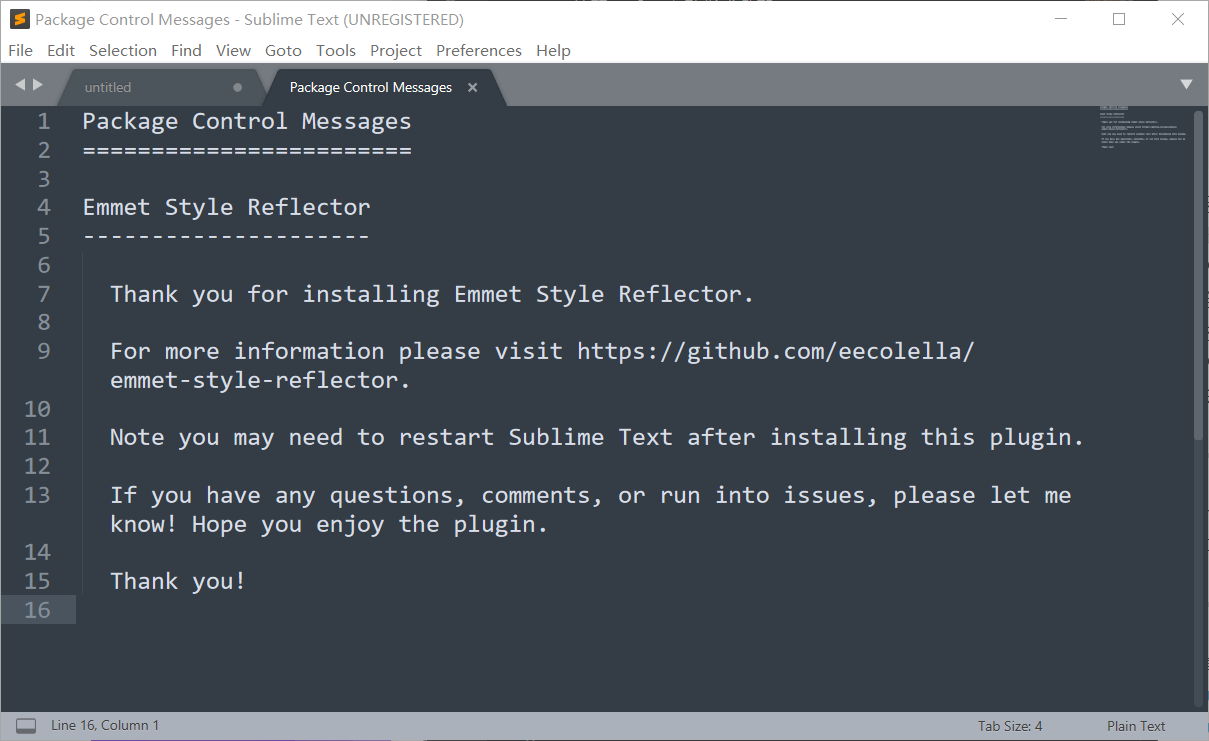 Package Control Messages - Sublime Text (UNREGISTERED)
File Edit Selection Find View Goto Tools Project Preferences Help
untitled Package Control Messages
1 Package Control Messages
2 ========================
3
4 Emmet Style Reflector
5 ---------------------
6
7 Thank you for installing Emmet Style Reflector.
8
9 For more information please visit https://github.com/eecolella/
emmet-style-reflector.
10
11 Note you may need to restart Sublime Text after installing this plugin.
12
13 If you have any questions, comments, or run into issues, please let me
know! Hope you enjoy the plugin.
14
15 Thank you!
16
Line 16, Column 1 Tab Size: 4 Plain Text